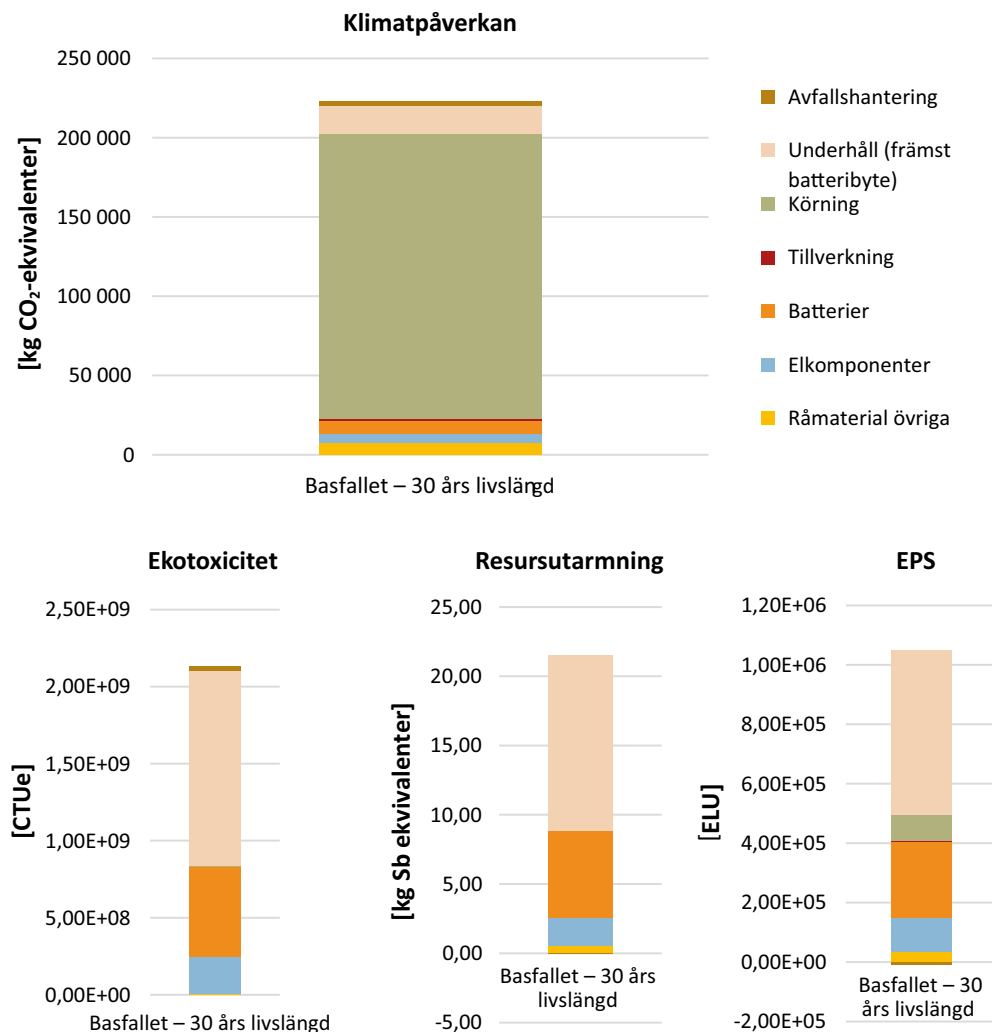 Klimatpåverkan
[kg CO₂-ekvivalenter]
250 000
200 000
150 000
100 000
50 000
0
Basfallet – 30 års livslängd
Avfallshantering
Underhåll (främst
batteribyte)
Körning
Tillverkning
Batterier
Elkomponenter
Råmaterial övriga
Ekotoxicitet
[CTUe]
2,50E+09
2,00E+09
1,50E+09
1,00E+09
5,00E+08
0,00E+00
Basfallet – 30 års livslängd
Resursutarmning
[kg Sb ekvivalenter]
25,00
20,00
15,00
10,00
5,00
0,00
-5,00
Basfallet – 30 års
livslängd
EPS
[ELU]
1,20E+06
1,00E+06
8,00E+05
6,00E+05
4,00E+05
2,00E+05
0,00E+00
-2,00E+05
Basfallet – 30
års livslängd